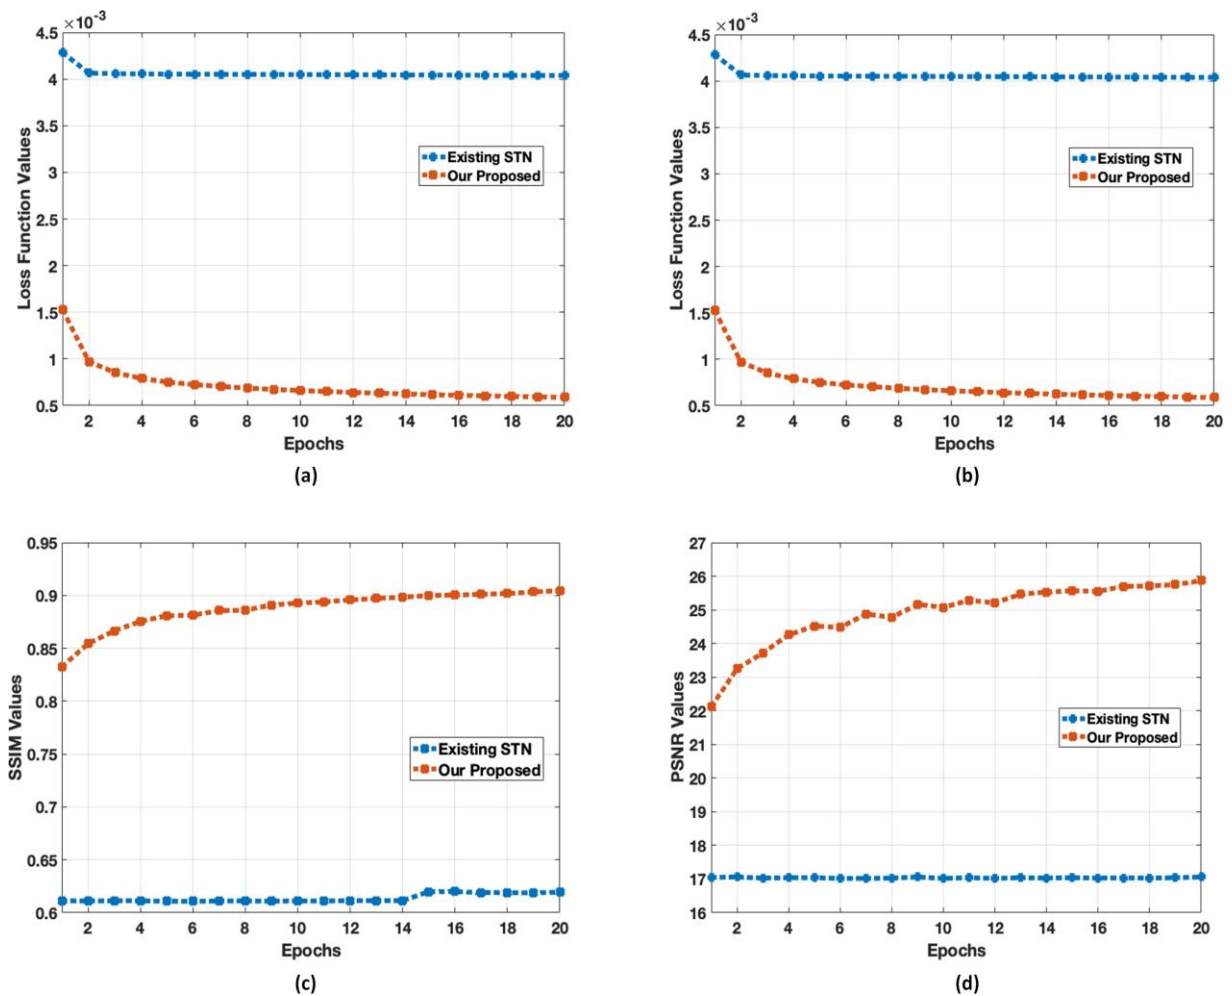 ×10⁻³
4.5
4
3.5
3
2.5
2
1.5
1
0.5
Loss Function Values
Existing STN
Our Proposed
2 4 6 8 10 12 14 16 18 20
Epochs
(a)
×10⁻³
4.5
4
3.5
3
2.5
2
1.5
1
0.5
Loss Function Values
Existing STN
Our Proposed
2 4 6 8 10 12 14 16 18 20
Epochs
(b)
0.95
0.9
0.85
0.8
0.75
0.7
0.65
0.6
SSIM Values
Existing STN
Our Proposed
2 4 6 8 10 12 14 16 18 20
Epochs
(c)
27
26
25
24
23
22
21
20
19
18
17
16
PSNR Values
Existing STN
Our Proposed
2 4 6 8 10 12 14 16 18 20
Epochs
(d)